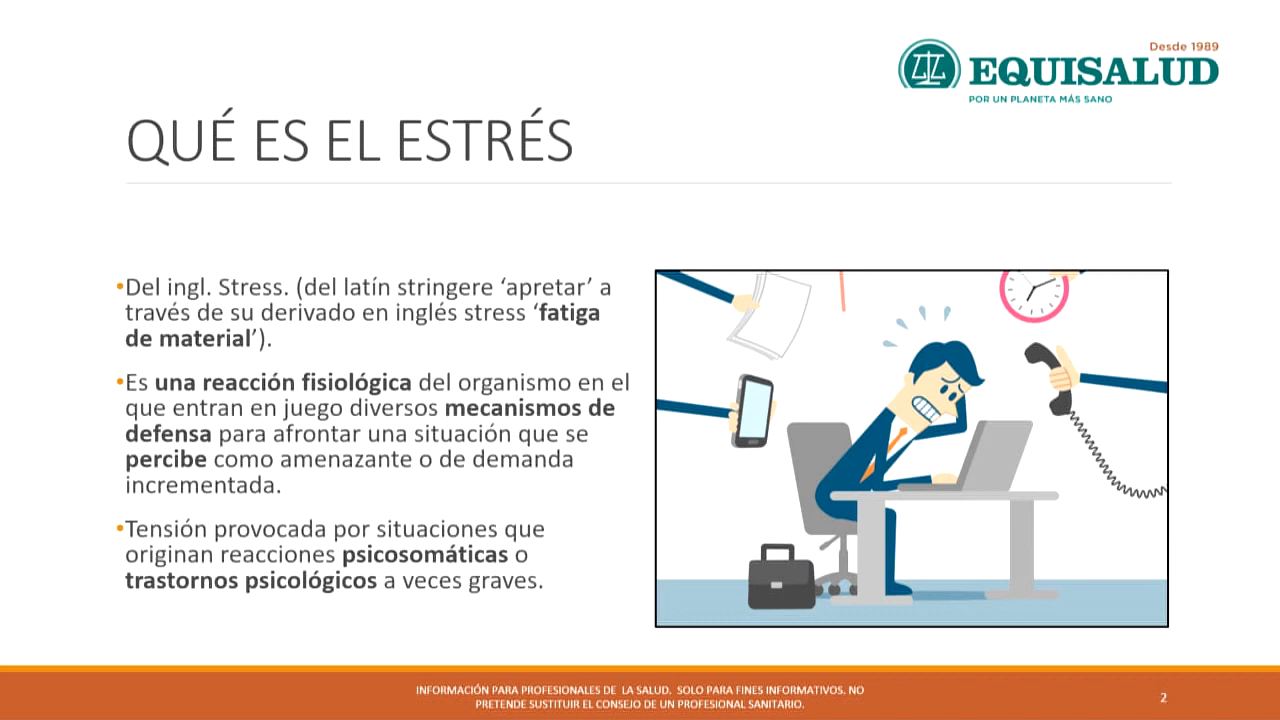 Desde 1989
EQUISALUD
POR UN PLANETA MÁS SANO
QUÉ ES EL ESTRÉS
•Del ingl. Stress. (del latín stringere ‘apretar’ a
través de su derivado en inglés stress ‘fatiga
de material’).
•Es una reacción fisiológica del organismo en el
que entran en juego diversos mecanismos de
defensa para afrontar una situación que se
percibe como amenazante o de demanda
incrementada.
•Tensión provocada por situaciones que
originan reacciones psicosomáticas o
trastornos psicológicos a veces graves.
INFORMACIÓN PARA PROFESIONALES DE LA SALUD. SOLO PARA FINES INFORMATIVOS. NO
PRETENDE SUSTITUIR EL CONSEJO DE UN PROFESIONAL SANITARIO.
2